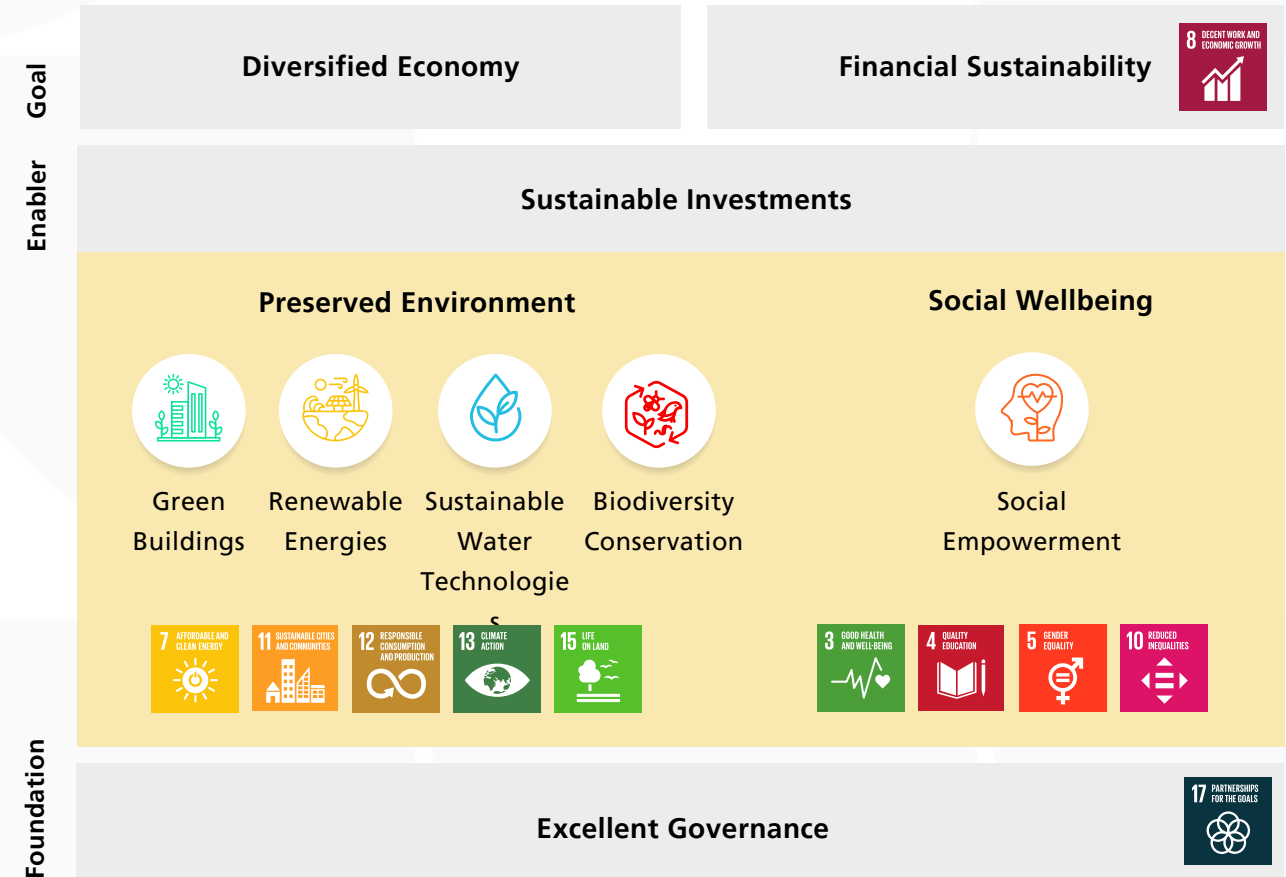 Goal
Diversified Economy
Financial Sustainability
8 DECENT WORK AND
ECONOMIC GROWTH
Enabler
Sustainable Investments
Preserved Environment
Green
Buildings
Renewable
Energies
Sustainable
Water
Technologie
s
Biodiversity
Conservation
7 AFFORDABLE AND
CLEAN ENERGY
11 SUSTAINABLE CITIES
AND COMMUNITIES
12 RESPONSIBLE
CONSUMPTION
AND PRODUCTION
13 CLIMATE
ACTION
15 LIFE
ON LAND
Social Wellbeing
Social
Empowerment
3 GOOD HEALTH
AND WELL-BEING
4 QUALITY
EDUCATION
5 GENDER
EQUALITY
10 REDUCED
INEQUALITIES
Foundation
Excellent Governance
17 PARTNERSHIPS
FOR THE GOALS